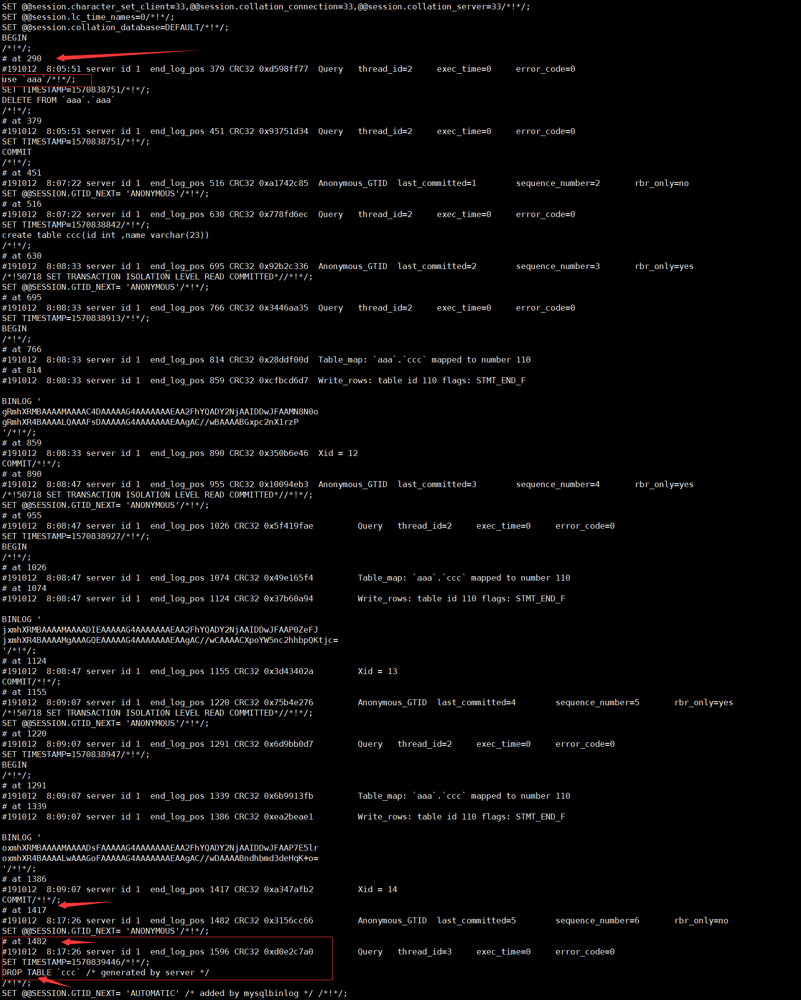 SET @@session.character_set_client=33,@@session.collation_connection=33,@@session.collation_server=33/*!*/;
SET @@session.lc_time_names=0/*!*/;
SET @@session.collation_database=DEFAULT/*!*/;
BEGIN
/*!*/;
# at 290
#191012  8:05:51 server id 1  end_log_pos 379 CRC32 0xd598ff77  Query   thread_id=2     exec_time=0     error_code=0
use `aaa`/*!*/;
SET TIMESTAMP=1570838751/*!*/;
DELETE FROM `aaa`.`aaa`
/*!*/;
# at 379
#191012  8:05:51 server id 1  end_log_pos 451 CRC32 0x93751d34  Query   thread_id=2     exec_time=0     error_code=0
SET TIMESTAMP=1570838751/*!*/;
COMMIT
/*!*/;
# at 451
#191012  8:07:22 server id 1  end_log_pos 516 CRC32 0xa1742c85  Anonymous_GTID  last_committed=1        sequence_number=2       rbr_only=no
SET @@SESSION.GTID_NEXT= 'ANONYMOUS'/*!*/;
# at 516
#191012  8:07:22 server id 1  end_log_pos 630 CRC32 0x778fd6ec  Query   thread_id=2     exec_time=0     error_code=0
SET TIMESTAMP=1570838842/*!*/;
create table ccc(id int ,name varchar(23))
/*!*/;
# at 630
#191012  8:08:33 server id 1  end_log_pos 695 CRC32 0x92b2c336  Anonymous_GTID  last_committed=2        sequence_number=3       rbr_only=yes
/*!50718 SET TRANSACTION ISOLATION LEVEL READ COMMITTED*//*!*/;
SET @@SESSION.GTID_NEXT= 'ANONYMOUS'/*!*/;
# at 695
#191012  8:08:33 server id 1  end_log_pos 766 CRC32 0x3446aa35  Query   thread_id=2     exec_time=0     error_code=0
SET TIMESTAMP=1570838913/*!*/;
BEGIN
/*!*/;
# at 766
#191012  8:08:33 server id 1  end_log_pos 814 CRC32 0x28ddf00d  Table_map: `aaa`.`ccc` mapped to number 110
# at 814
#191012  8:08:33 server id 1  end_log_pos 859 CRC32 0xcfbcd6d7  Write_rows: table id 110 flags: STMT_END_F
BINLOG '
gRmhXRMBAAAAMAAAAC4DAAAAAG4AAAAAAAEAA2FhYQADY2NjAAIDDwJFAAMN8N0o
gRmhXR4BAAAALQAAAFsDAAAAAG4AAAAAAAEAAgAC//wBAAAABGxpc2nX1rzP
'/*!*/;
# at 859
#191012  8:08:33 server id 1  end_log_pos 890 CRC32 0x350b6e46  Xid = 12
COMMIT/*!*/;
# at 890
#191012  8:08:47 server id 1  end_log_pos 955 CRC32 0x10094eb3  Anonymous_GTID  last_committed=3        sequence_number=4       rbr_only=yes
/*!50718 SET TRANSACTION ISOLATION LEVEL READ COMMITTED*//*!*/;
SET @@SESSION.GTID_NEXT= 'ANONYMOUS'/*!*/;
# at 955
#191012  8:08:47 server id 1  end_log_pos 1026 CRC32 0x5f419fae         Query   thread_id=2     exec_time=0     error_code=0
SET TIMESTAMP=1570838927/*!*/;
BEGIN
/*!*/;
# at 1026
#191012  8:08:47 server id 1  end_log_pos 1074 CRC32 0x49e165f4         Table_map: `aaa`.`ccc` mapped to number 110
# at 1074
#191012  8:08:47 server id 1  end_log_pos 1124 CRC32 0x37b60a94         Write_rows: table id 110 flags: STMT_END_F
BINLOG '
jxmhXRMBAAAAMAAAADIEAAAAAG4AAAAAAAEAA2FhYQADY2NjAAIDDwJFAAP0ZeFJ
jxmhXR4BAAAAMgAAAGQEAAAAAG4AAAAAAAEAAgAC//wCAAAACXpoYW5nc2hhbpQKtjc=
'/*!*/;
# at 1124
#191012  8:08:47 server id 1  end_log_pos 1155 CRC32 0x3d43402a         Xid = 13
COMMIT/*!*/;
# at 1155
#191012  8:09:07 server id 1  end_log_pos 1220 CRC32 0x75b4e276         Anonymous_GTID  last_committed=4        sequence_number=5       rbr_only=yes
/*!50718 SET TRANSACTION ISOLATION LEVEL READ COMMITTED*//*!*/;
SET @@SESSION.GTID_NEXT= 'ANONYMOUS'/*!*/;
# at 1220
#191012  8:09:07 server id 1  end_log_pos 1291 CRC32 0x6d9bb0d7         Query   thread_id=2     exec_time=0     error_code=0
SET TIMESTAMP=1570838947/*!*/;
BEGIN
/*!*/;
# at 1291
#191012  8:09:07 server id 1  end_log_pos 1339 CRC32 0x6b9913fb         Table_map: `aaa`.`ccc` mapped to number 110
# at 1339
#191012  8:09:07 server id 1  end_log_pos 1386 CRC32 0xea2beae1         Write_rows: table id 110 flags: STMT_END_F
BINLOG '
oxmhXRMBAAAAMAAAADsFAAAAAG4AAAAAAAEAA2FhYQADY2NjAAIDDwJFAAP7E5lr
oxmhXR4BAAAALwAAAGoFAAAAAG4AAAAAAAEAAgAC//wDAAAABndhbmd3deHqK+o=
'/*!*/;
# at 1386
#191012  8:09:07 server id 1  end_log_pos 1417 CRC32 0xa347afb2         Xid = 14
COMMIT/*!*/;
# at 1417
#191012  8:17:26 server id 1  end_log_pos 1482 CRC32 0x3156cc66         Anonymous_GTID  last_committed=5        sequence_number=6       rbr_only=no
SET @@SESSION.GTID_NEXT= 'ANONYMOUS'/*!*/;
# at 1482
#191012  8:17:26 server id 1  end_log_pos 1596 CRC32 0xd0e2c7a0         Query   thread_id=3     exec_time=0     error_code=0
SET TIMESTAMP=1570839446/*!*/;
DROP TABLE `ccc` /* generated by server */
/*!*/;
SET @@SESSION.GTID_NEXT= 'AUTOMATIC' /* added by mysqlbinlog */ /*!*/;